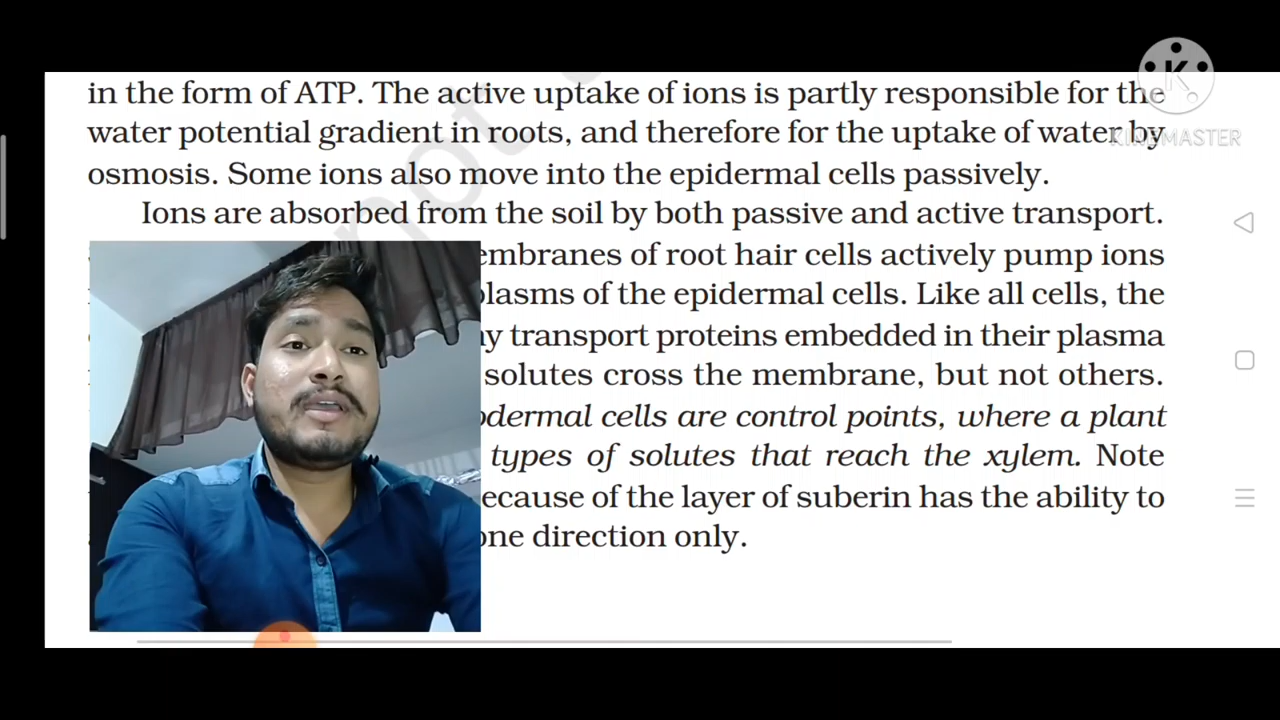 in the form of ATP. The active uptake of ions is partly responsible for the
water potential gradient in roots, and therefore for the uptake of water by
osmosis. Some ions also move into the epidermal cells passively.
Ions are absorbed from the soil by both passive and active transport.
embranes of root hair cells actively pump ions
plasms of the epidermal cells. Like all cells, the
ny transport proteins embedded in their plasma
solutes cross the membrane, but not others.
odermal cells are control points, where a plant
types of solutes that reach the xylem. Note
ecause of the layer of suberin has the ability to
one direction only.
not
K
KINEMASTER